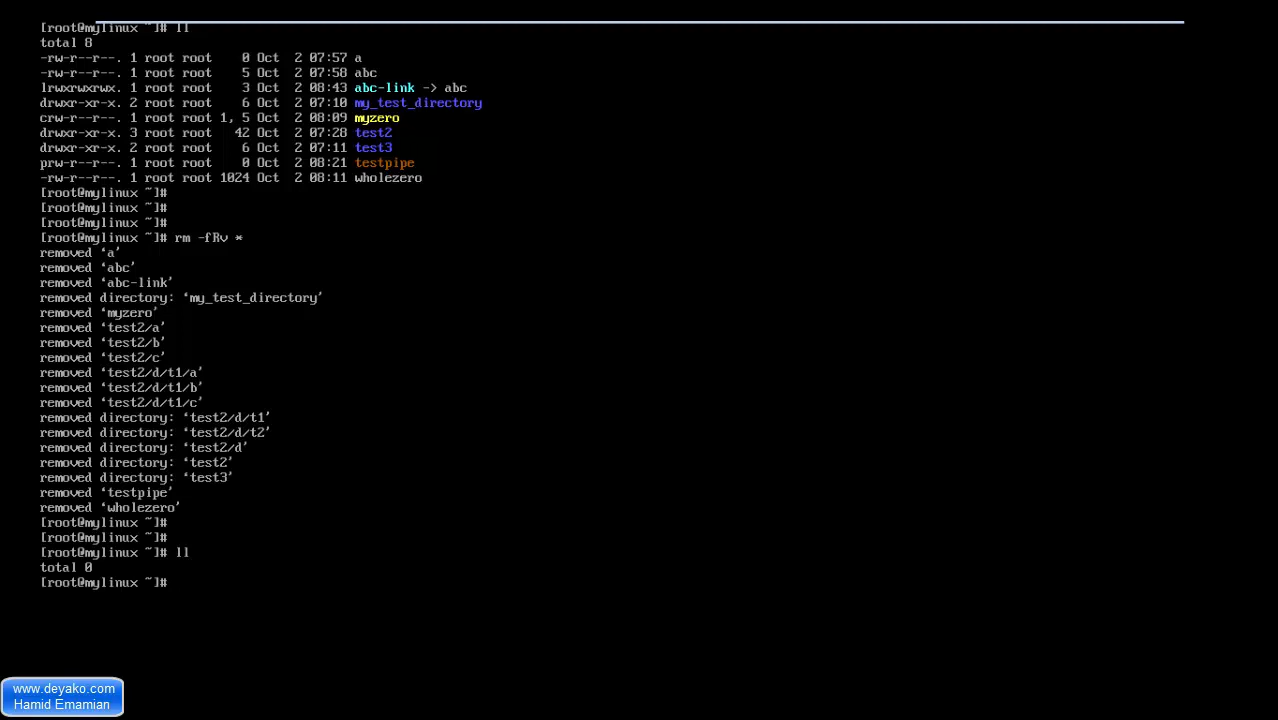 [root@mylinux ~]# ll
total 8
-rw-r--r--. 1 root root    0 Oct  2 07:57 a
-rw-r--r--. 1 root root    5 Oct  2 07:58 abc
lrwxrwxrwx. 1 root root    3 Oct  2 08:43 abc-link -> abc
drwxr-xr-x. 2 root root    6 Oct  2 07:10 my_test_directory
crw-r--r--. 1 root root 1, 5 Oct  2 08:09 myzero
drwxr-xr-x. 3 root root   42 Oct  2 07:28 test2
drwxr-xr-x. 2 root root    6 Oct  2 07:11 test3
prw-r--r--. 1 root root    0 Oct  2 08:21 testpipe
-rw-r--r--. 1 root root 1024 Oct  2 08:11 wholezero
[root@mylinux ~]#
[root@mylinux ~]#
[root@mylinux ~]#
[root@mylinux ~]# rm -fRv *
removed ‘a’
removed ‘abc’
removed ‘abc-link’
removed directory: ‘my_test_directory’
removed ‘myzero’
removed ‘test2/a’
removed ‘test2/b’
removed ‘test2/c’
removed ‘test2/d/t1/a’
removed ‘test2/d/t1/b’
removed ‘test2/d/t1/c’
removed directory: ‘test2/d/t1’
removed directory: ‘test2/d/t2’
removed directory: ‘test2/d’
removed directory: ‘test2’
removed directory: ‘test3’
removed ‘testpipe’
removed ‘wholezero’
[root@mylinux ~]#
[root@mylinux ~]#
[root@mylinux ~]# ll
total 0
[root@mylinux ~]#
www.deyako.com
Hamid Emamian